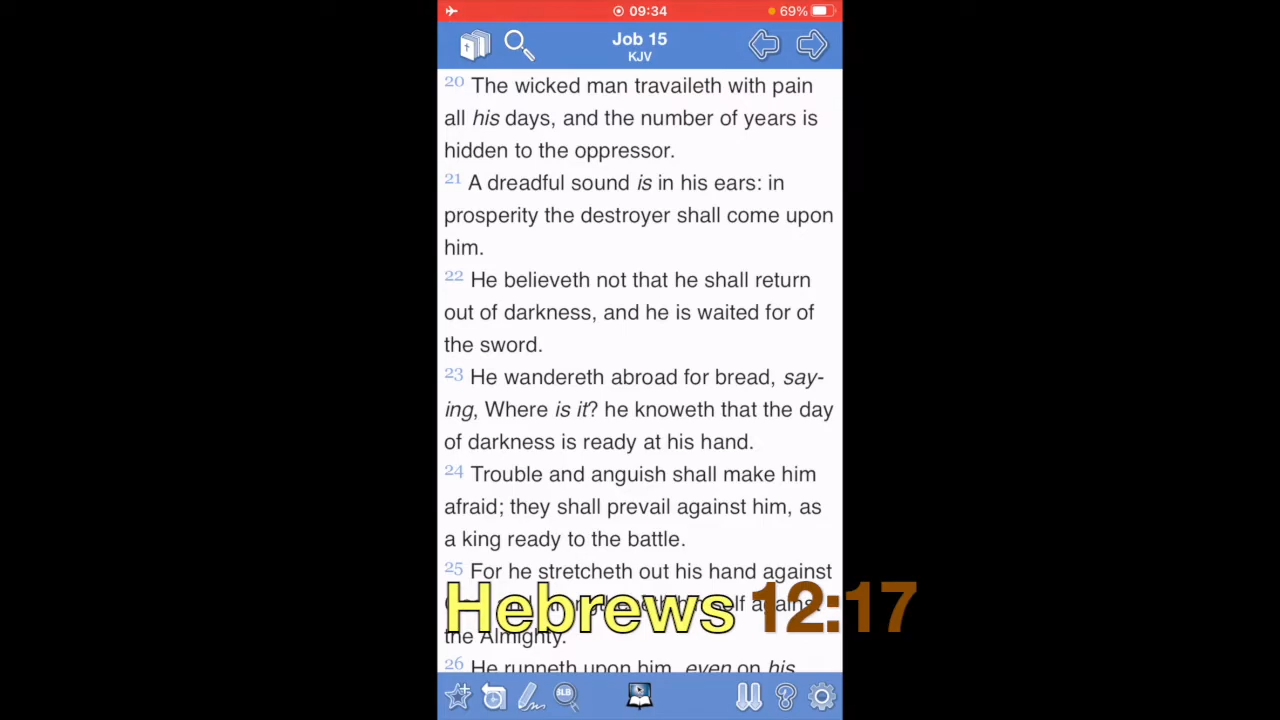 09:34
69%
Job 15
KJV
20 The wicked man travaileth with pain
all his days, and the number of years is
hidden to the oppressor.
21 A dreadful sound is in his ears: in
prosperity the destroyer shall come upon
him.
22 He believeth not that he shall return
out of darkness, and he is waited for of
the sword.
23 He wandereth abroad for bread, say-
ing, Where is it? he knoweth that the day
of darkness is ready at his hand.
24 Trouble and anguish shall make him
afraid; they shall prevail against him, as
a king ready to the battle.
25 For he stretcheth out his hand against
Hebrews 12:17
the Almighty.
26 He runneth upon him, even on his
BLB